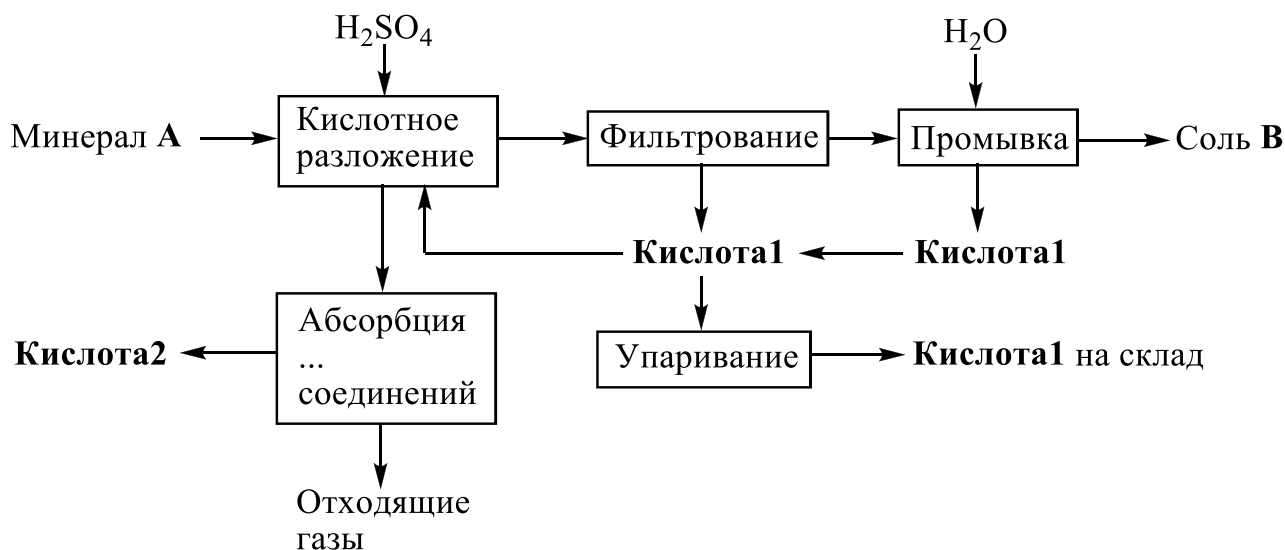 H₂SO₄
H₂O
Минерал А
Кислотное
разложение
Фильтрование
Промывка
Соль В
Кислота1
Кислота1
Абсорбция
...
соединений
Кислота2
Упаривание
Кислота1 на склад
Отходящие
газы